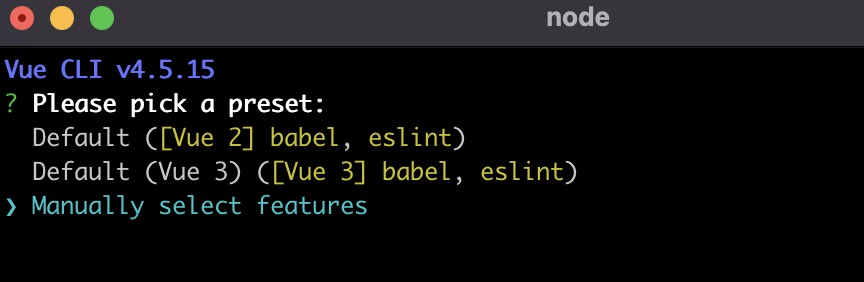 node
Vue CLI v4.5.15
? Please pick a preset:
Default ([Vue 2] babel, eslint)
Default (Vue 3) ([Vue 3] babel, eslint)
❯ Manually select features